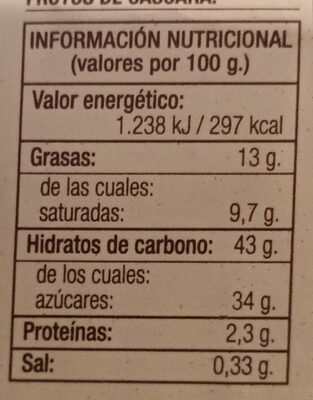 FRUTOS DE CÁSCARA.
INFORMACIÓN NUTRICIONAL
(valores por 100 g.)
Valor energético:
1.238 kJ / 297 kcal
Grasas: 13 g.
de las cuales:
saturadas: 9,7 g.
Hidratos de carbono: 43 g.
de los cuales:
azúcares: 34 g.
Proteínas: 2,3 g.
Sal: 0,33 g.